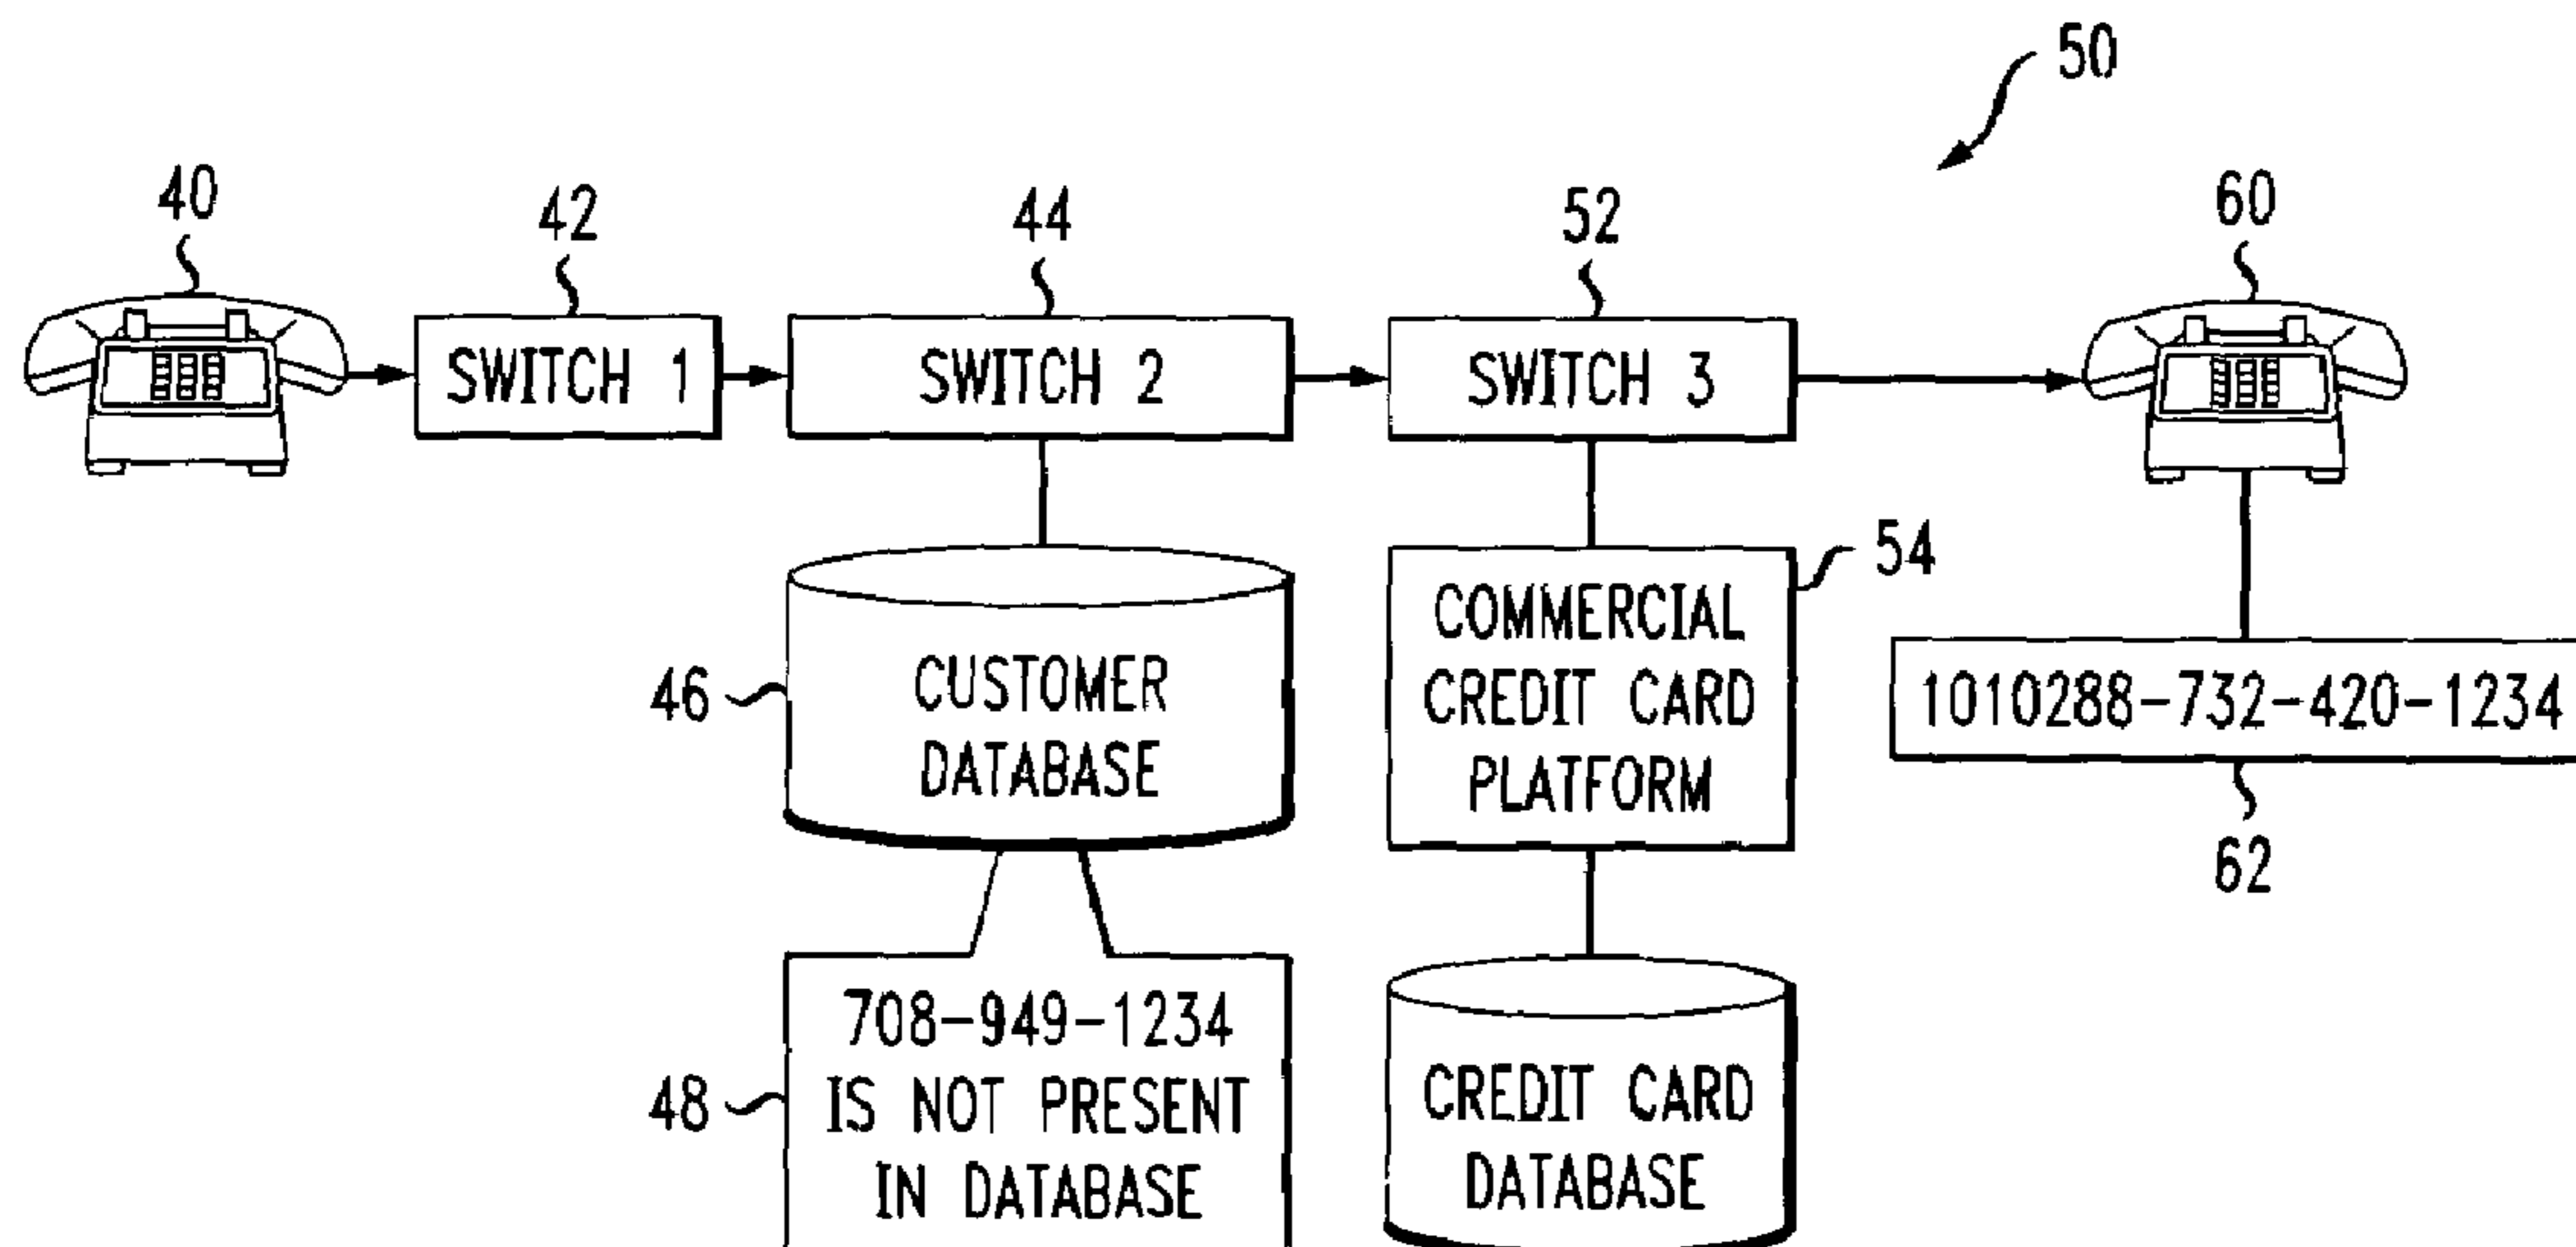 50
40
42
44
52
60
SWITCH 1
SWITCH 2
SWITCH 3
46
CUSTOMER
DATABASE
54
COMMERCIAL
CREDIT CARD
PLATFORM
1010288-732-420-1234
62
48
708-949-1234
IS NOT PRESENT
IN DATABASE
CREDIT CARD
DATABASE